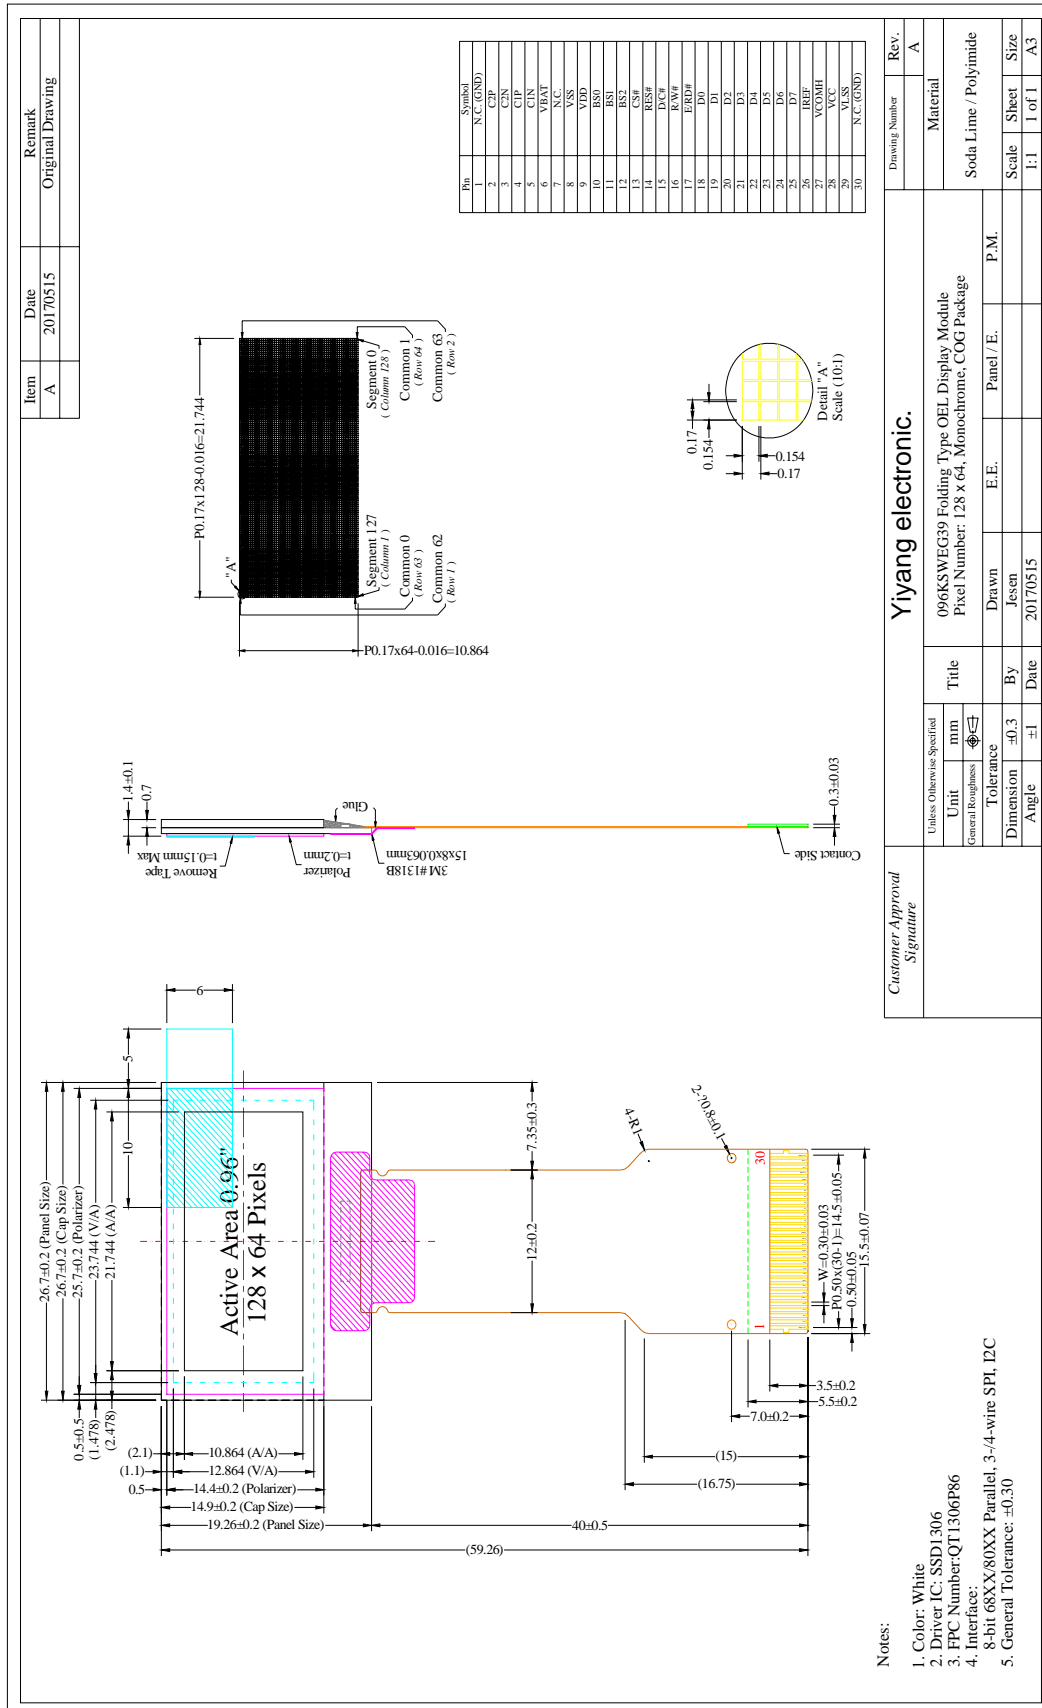 Item Date Remark
A 20170515 Original Drawing
26.7±0.2 (Panel Size)
26.7±0.2 (Cap Size)
25.7±0.2 (Polarizer)
23.744 (V/A)
21.744 (A/A)
0.5±0.5
(1.478)
(2.478)
10
5
6
(2.1)
(1.1)
0.5
10.864 (A/A)
12.864 (V/A)
14.4±0.2 (Polarizer)
14.9±0.2 (Cap Size)
19.26±0.2 (Panel Size)
40±0.5
(59.26)
Active Area 0.96"
128 x 64 Pixels
7.35±0.3
12±0.2
4-R1
2-?0.8±0.1
1
30
W=0.30±0.03
P0.50x(30-1)=14.5±0.05
0.50±0.05
15.5±0.07
3.5±0.2
5.5±0.2
7.0±0.2
(15)
(16.75)
1.4±0.1
0.7
Remove Tape
t=0.15mm Max
Polarizer
t=0.2mm
3M #1318B
15x8x0.063mm
Glue
Contact Side
0.3±0.03
P0.17x128-0.016=21.744
P0.17x64-0.016=10.864
"A"
Segment 127
( Column 1 )
Common 0
( Row 63 )
Common 62
( Row 1 )
Segment 0
( Column 128 )
Common 1
( Row 64 )
Common 63
( Row 2 )
0.17
0.154
0.154
0.17
Detail "A"
Scale (10:1)
Pin Symbol
1 N.C. (GND)
2 C2P
3 C2N
4 C1P
5 C1N
6 VBAT
7 N.C.
8 VSS
9 VDD
10 BS0
11 BS1
12 BS2
13 CS#
14 RES#
15 D/C#
16 R/W#
17 E/RD#
18 D0
19 D1
20 D2
21 D3
22 D4
23 D5
24 D6
25 D7
26 IREF
27 VCOMH
28 VCC
29 VLSS
30 N.C. (GND)
Notes:
1. Color: White
2. Driver IC: SSD1306
3. FPC Number:QT1306P86
4. Interface:
8-bit 68XX/80XX Parallel, 3-/4-wire SPI, I2C
5. General Tolerance: ±0.30
Customer Approval
Signature
Yiyang electronic.
Drawing Number Rev.
A
Unless Otherwise Specified
Unit mm
General Roughness
Tolerance
Dimension ±0.3
Angle ±1
Title
096KSWEG39 Folding Type OEL Display Module
Pixel Number: 128 x 64, Monochrome, COG Package
Material
Soda Lime / Polyimide
Drawn E.E. Panel / E. P.M.
By Jesen
Date 20170515
Scale Sheet Size
1:1 1 of 1 A3